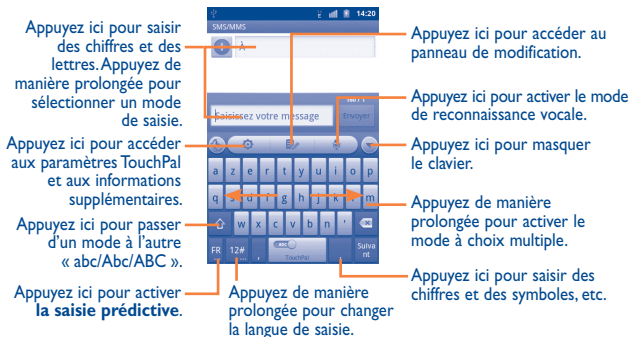 14:20
SMS/MMS
À
160 / 1
Saisissez votre message
Envoyer
a z e r t y u i o p
q s d f g h j k l m
w x c v b n '
FR 12# , abc TouchPal . Suivant
Appuyez ici pour saisir
des chiffres et des
lettres. Appuyez de
manière prolongée pour
sélectionner un mode
de saisie.
Appuyez ici pour accéder
aux paramètres TouchPal
et aux informations
supplémentaires.
Appuyez ici pour passer
d'un mode à l'autre
« abc/Abc/ABC ».
Appuyez ici pour activer
la saisie prédictive.
Appuyez de manière
prolongée pour changer
la langue de saisie.
Appuyez ici pour accéder au
panneau de modification.
Appuyez ici pour activer le mode
de reconnaissance vocale.
Appuyez ici pour masquer
le clavier.
Appuyez de manière
prolongée pour activer le
mode à choix multiple.
Appuyez ici pour saisir des
chiffres et des symboles, etc.